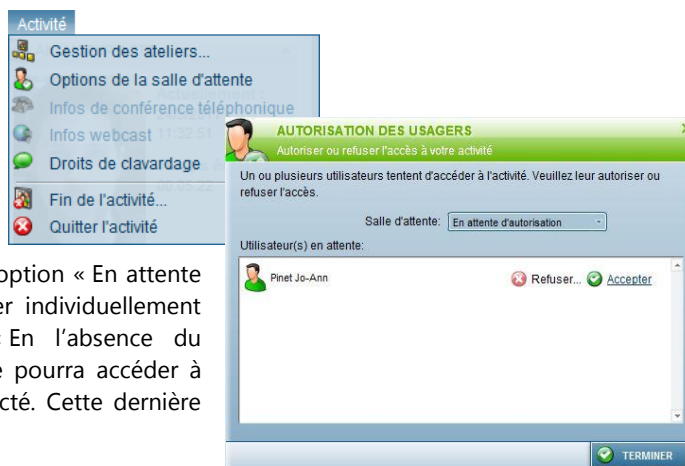 Activité
Gestion des ateliers...
Options de la salle d'attente
Infos de conférence téléphonique
Infos webcast
Droits de clavardage
Fin de l'activité...
Quitter l'activité
AUTORISATION DES USAGERS
Autoriser ou refuser l'accès à votre activité
Un ou plusieurs utilisateurs tentent d'accéder à l'activité. Veuillez leur autoriser ou
refuser l'accès.
Salle d'attente: En attente d'autorisation
Utilisateur(s) en attente:
Pinet Jo-Ann Refuser... Accepter
TERMINER
option « En attente
er individuellement
En l'absence du
e pourra accéder à
cté. Cette dernière